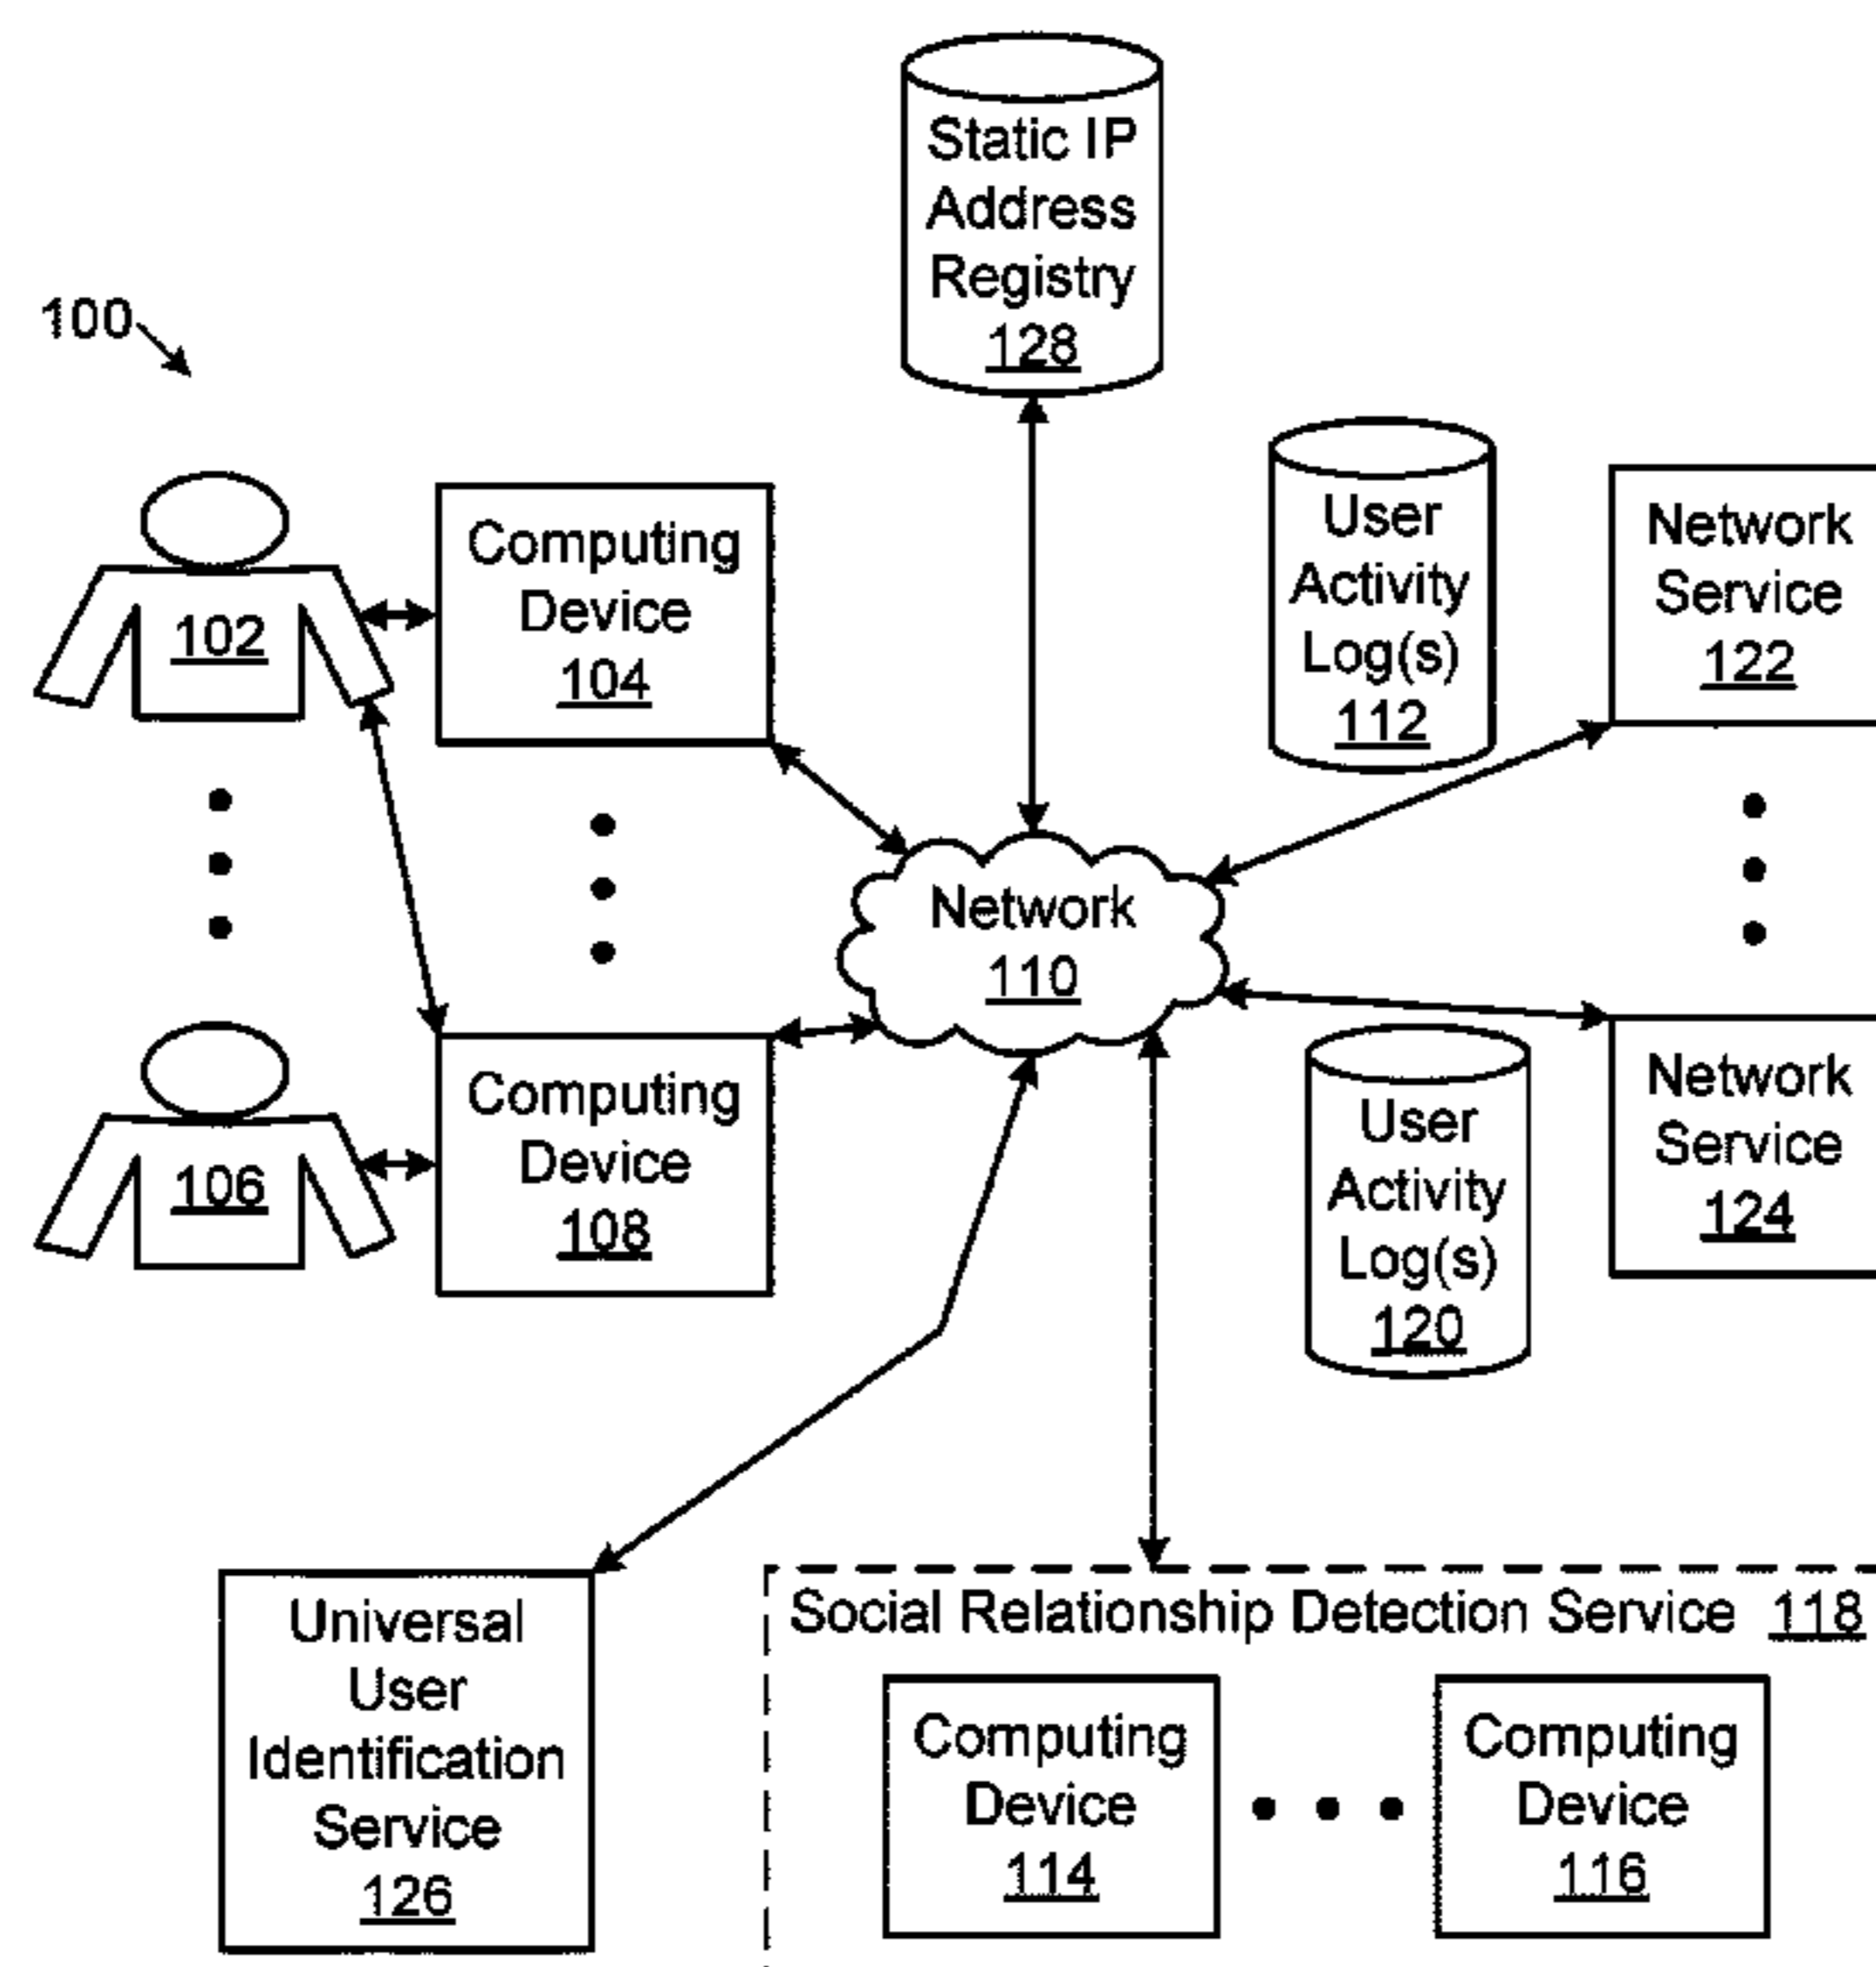 Static IP
Address
Registry
128
100
User
Activity
Log(s)
112
Network
Service
122
Computing
Device
104
102
Network
110
Computing
Device
108
106
User
Activity
Log(s)
120
Network
Service
124
Universal
User
Identification
Service
126
Social Relationship Detection Service 118
Computing
Device
114
Computing
Device
116